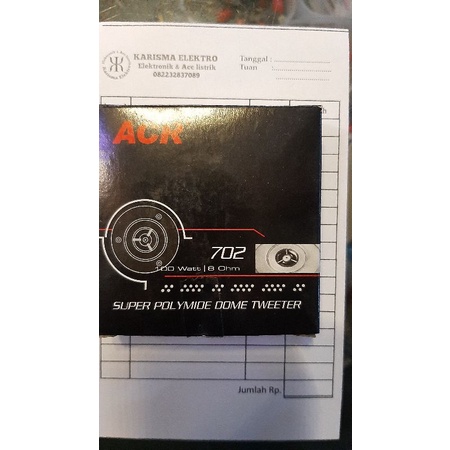 KARISMA ELEKTRO
Elektronik & Acc listrik
082232837089
Tanggal :
Tuan :
ACR
702
100 Watt | 8 Ohm
SUPER POLYMIDE DOME TWEETER
Jumlah Rp.